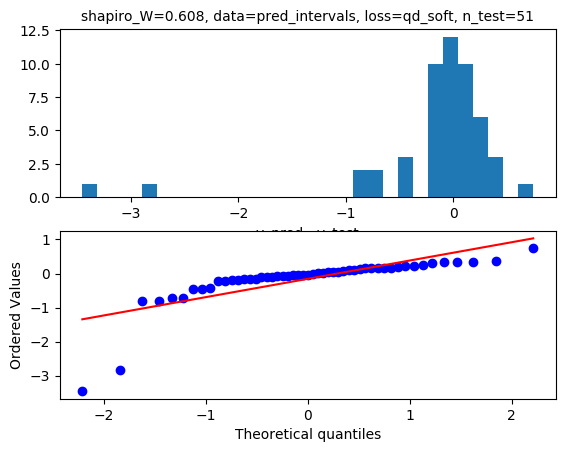 shapiro_W=0.608, data=pred_intervals, loss=qd_soft, n_test=51
12.5
10.0
7.5
5.0
2.5
0.0
−3 −2 −1 0
1
0
−1
−2
−3
Ordered Values
−2 −1 0 1 2
Theoretical quantiles